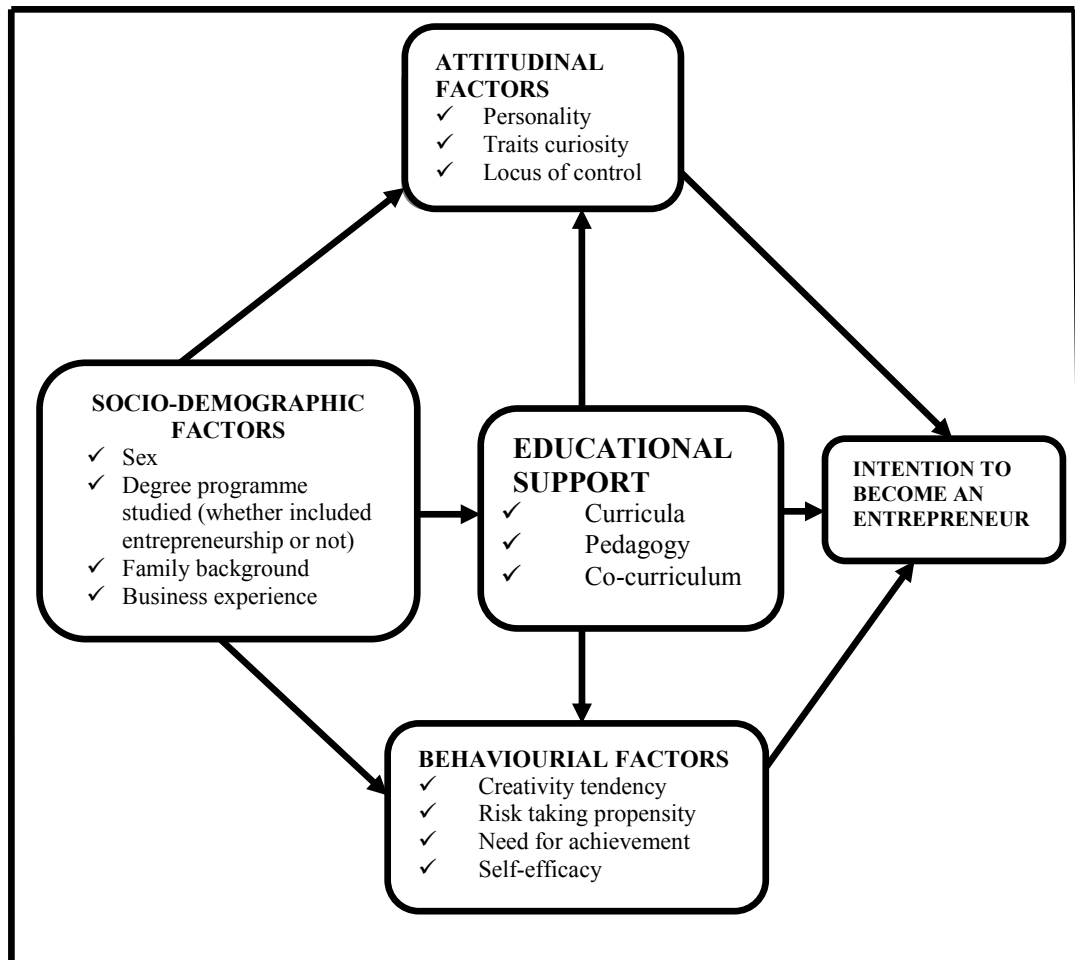 ATTITUDINAL
FACTORS
✓ Personality
✓ Traits curiosity
✓ Locus of control
SOCIO-DEMOGRAPHIC
FACTORS
✓ Sex
✓ Degree programme
studied (whether included
entrepreneurship or not)
✓ Family background
✓ Business experience
EDUCATIONAL
SUPPORT
✓ Curricula
✓ Pedagogy
✓ Co-curriculum
INTENTION TO
BECOME AN
ENTREPRENEUR
BEHAVIOURIAL FACTORS
✓ Creativity tendency
✓ Risk taking propensity
✓ Need for achievement
✓ Self-efficacy